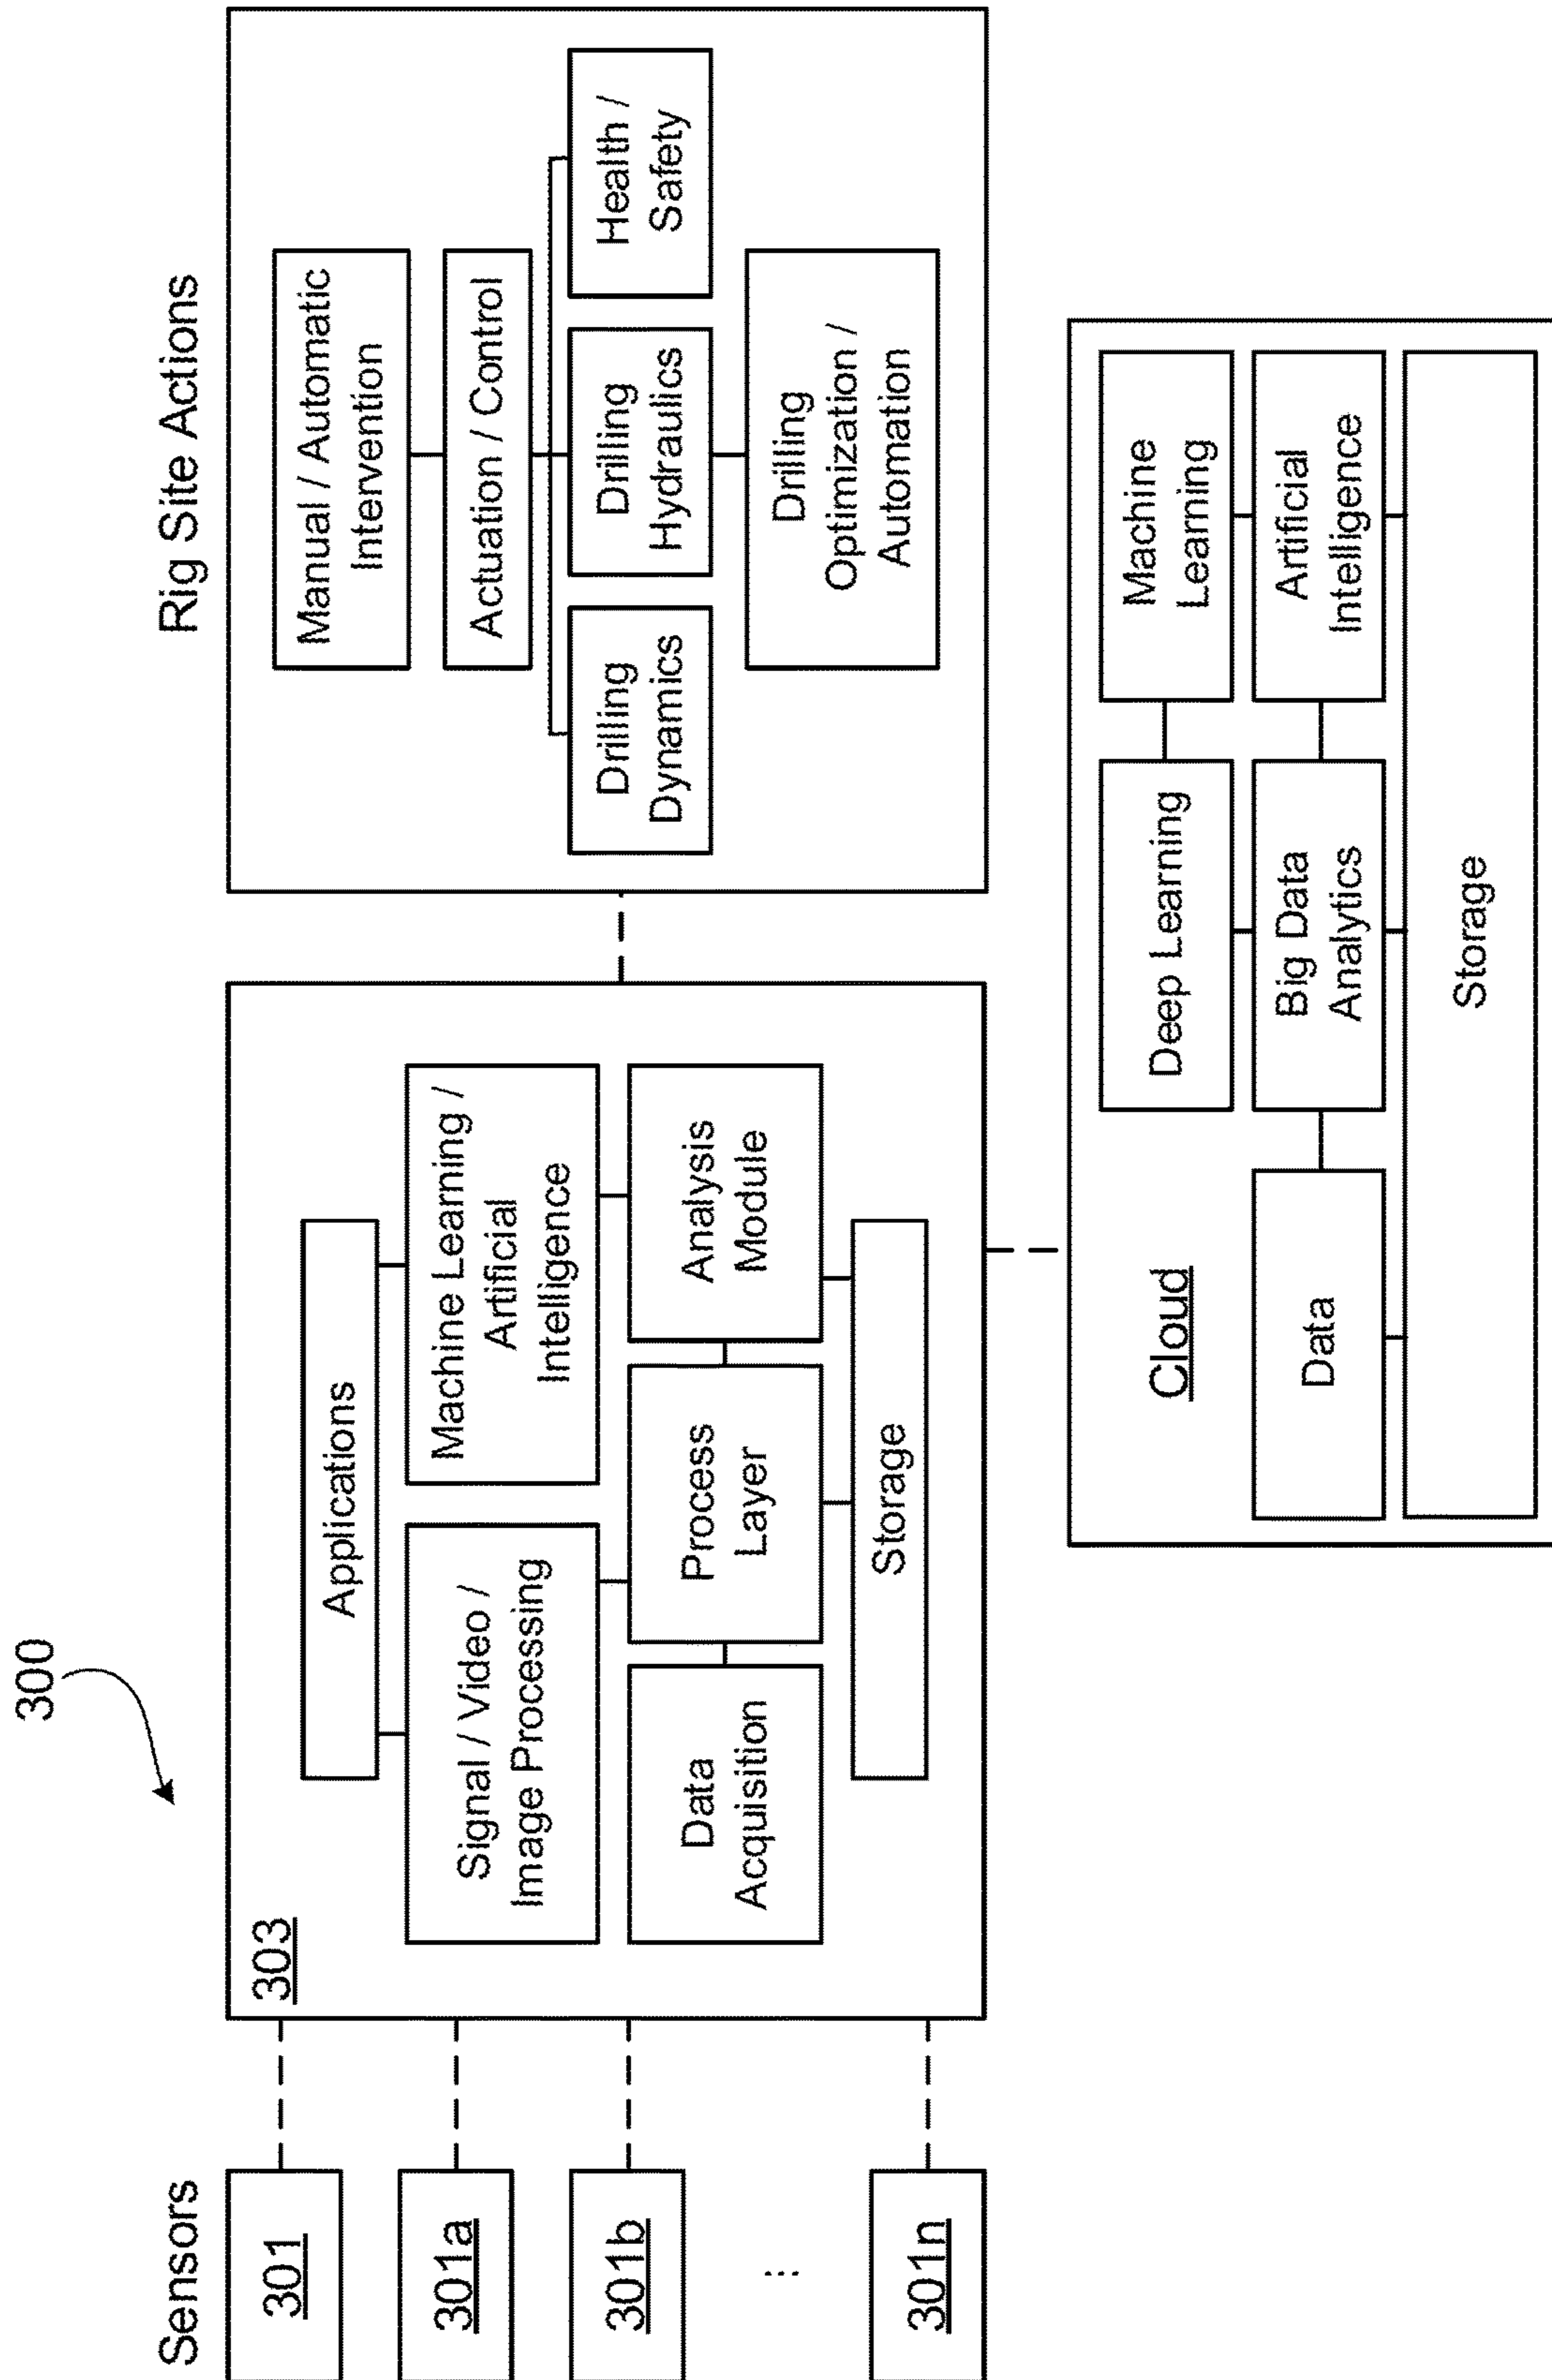 300
Sensors
301
301a
301b
...
301n
303
Applications
Signal / Video /
Image Processing
Machine Learning /
Artificial
Intelligence
Data
Acquisition
Process
Layer
Analysis
Module
Storage
Rig Site Actions
Manual / Automatic
Intervention
Actuation / Control
Drilling
Dynamics
Drilling
Hydraulics
Health /
Safety
Drilling
Optimization /
Automation
Cloud
Deep Learning
Machine
Learning
Data
Big Data
Analytics
Artificial
Intelligence
Storage